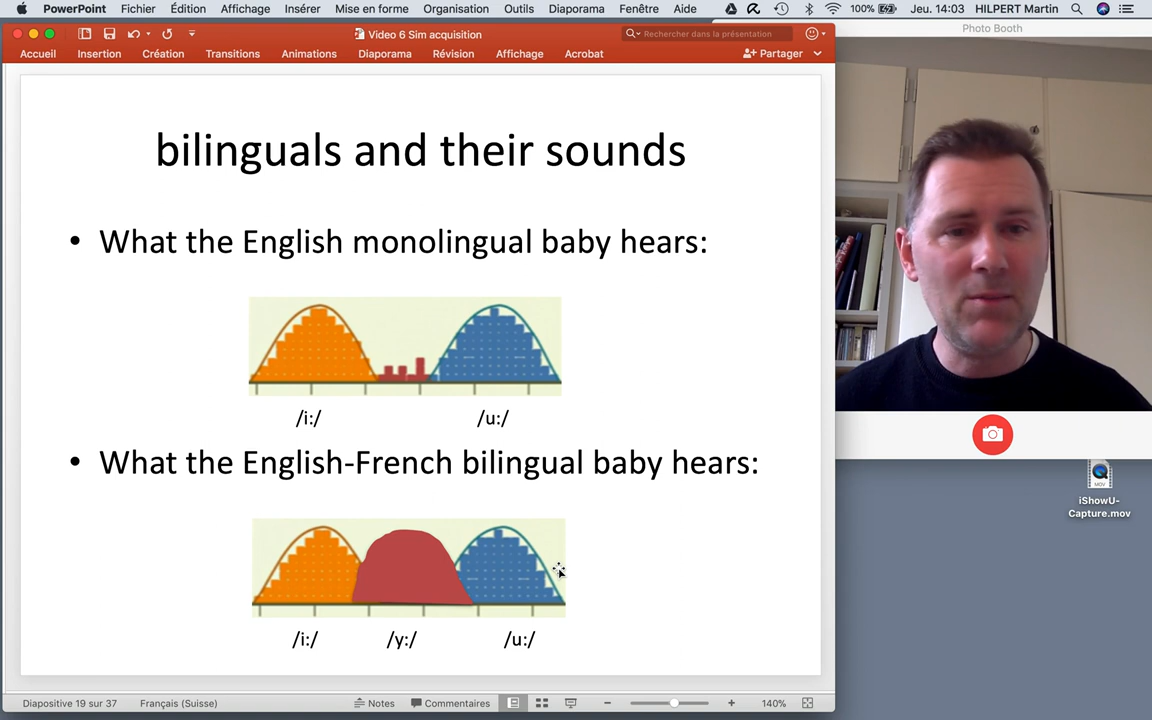 PowerPoint Fichier Édition Affichage Insérer Mise en forme Organisation Outils Diaporama Fenêtre Aide 100% Jeu. 14:03 HILPERT Martin
Photo Booth
Video 6 Sim acquisition
Rechercher dans la présentation
Accueil Insertion Création Transitions Animations Diaporama Révision Affichage Acrobat Partager
bilinguals and their sounds
• What the English monolingual baby hears:
/i:/ /u:/
• What the English-French bilingual baby hears:
/i:/ /y:/ /u:/
MOV
iShowU-
Capture.mov
Diapositive 19 sur 37 Français (Suisse) Notes Commentaires 140%